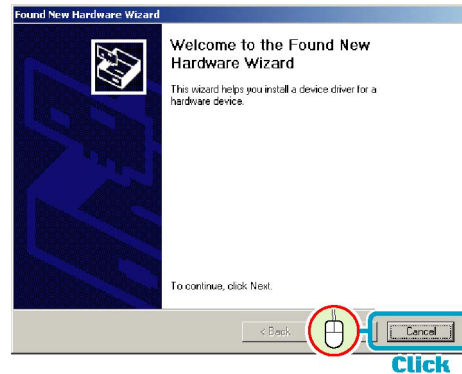 Found New Hardware Wizard
Welcome to the Found New
Hardware Wizard
This wizard helps you install a device driver for a
hardware device.
To continue, click Next.
< Back
Cancel
Click